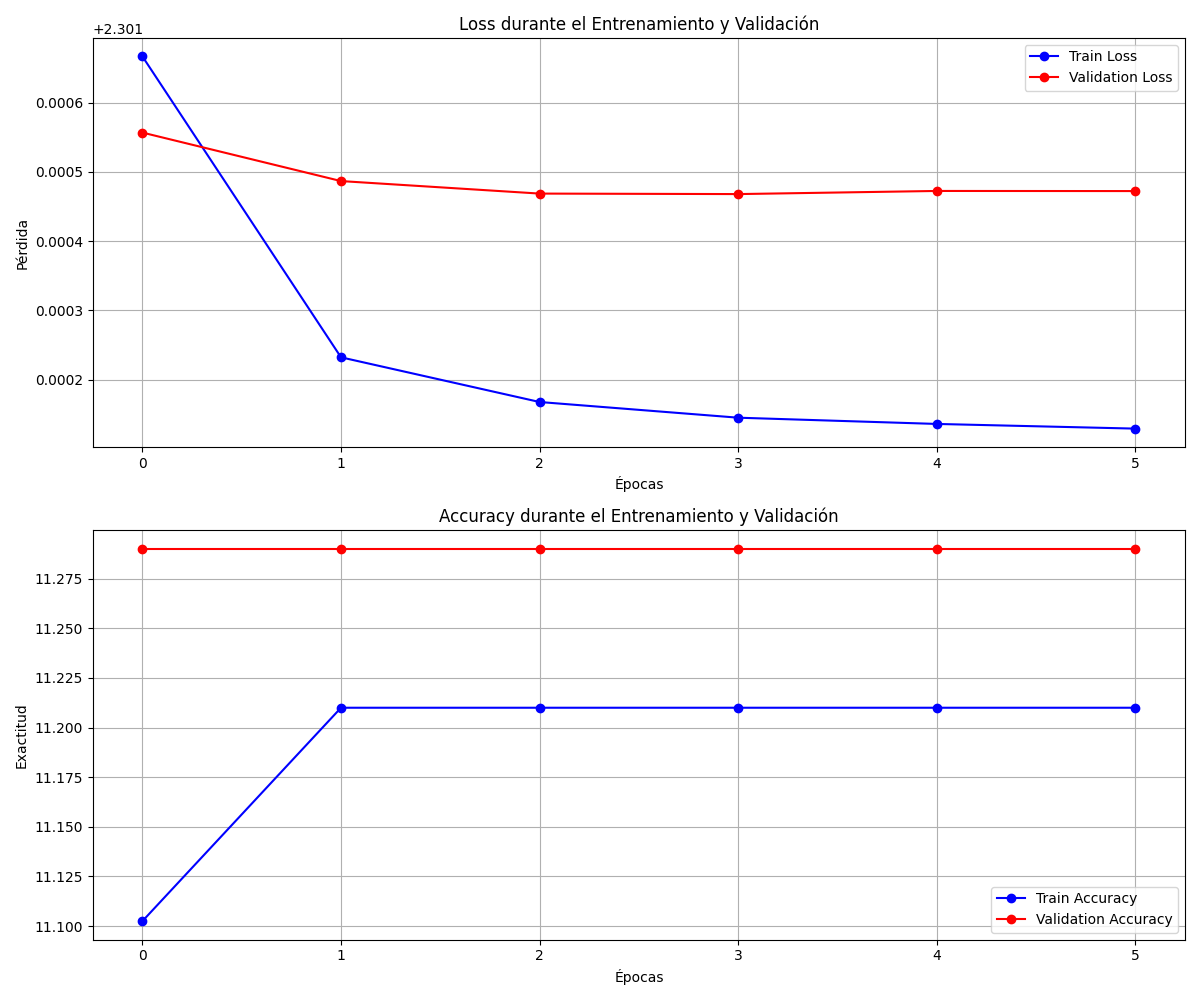 Loss durante el Entrenamiento y Validación
+2.301
Train Loss
Validation Loss
0.0006
0.0005
0.0004
0.0003
0.0002
Pérdida
0 1 2 3 4 5
Épocas
Accuracy durante el Entrenamiento y Validación
11.275
11.250
11.225
11.200
11.175
11.150
11.125
11.100
Exactitud
Train Accuracy
Validation Accuracy
0 1 2 3 4 5
Épocas